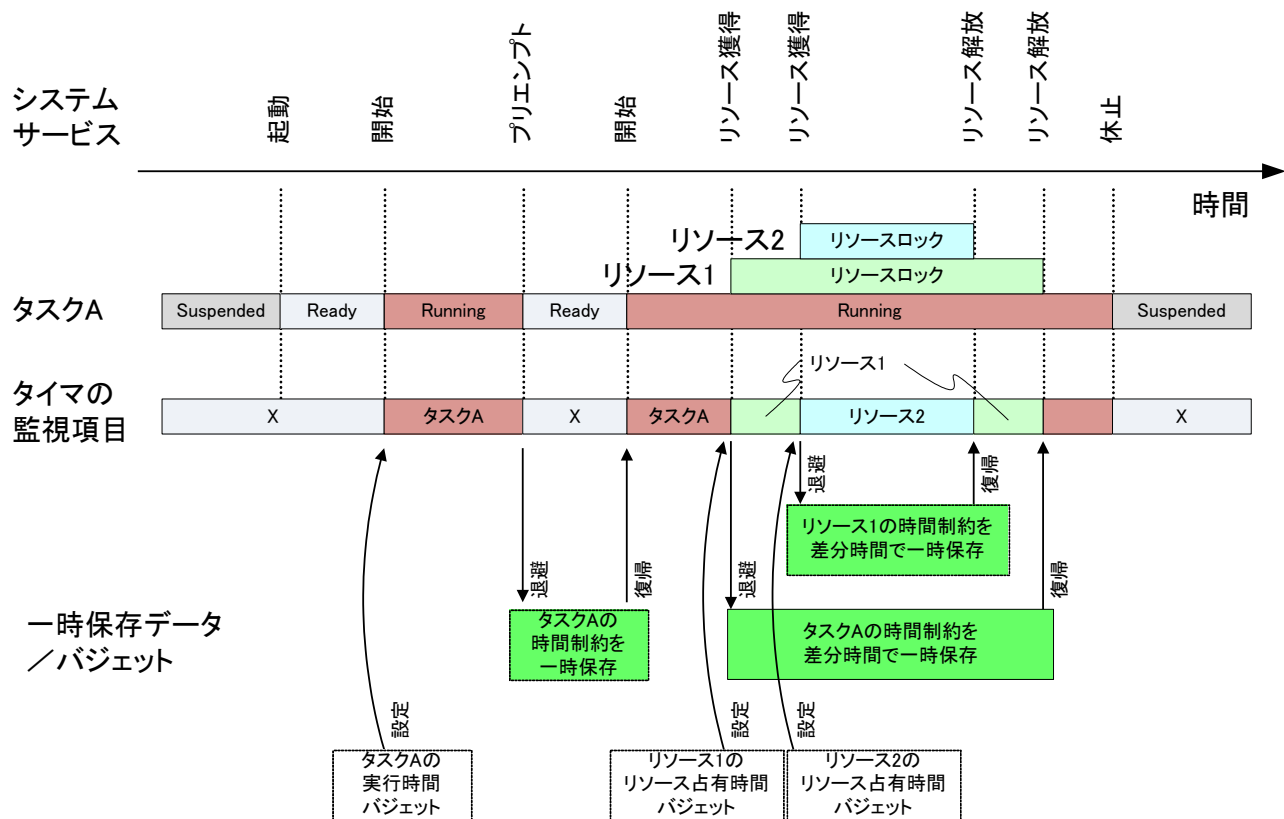 システム
サービス
起動
開始
プリエンプト
開始
リソース獲得
リソース獲得
リソース解放
リソース解放
休止
時間
リソース2
リソースロック
リソース1
リソースロック
タスクA
Suspended
Ready
Running
Ready
Running
Suspended
リソース1
タイマの
監視項目
X
タスクA
X
タスクA
リソース2
X
退避
復帰
退避
退避
復帰
復帰
リソース1の時間制約を
差分時間で一時保存
一時保存データ
／バジェット
タスクAの
時間制約を
一時保存
タスクAの時間制約を
差分時間で一時保存
設定
設定
設定
タスクAの
実行時間
バジェット
リソース1の
リソース占有時間
バジェット
リソース2の
リソース占有時間
バジェット